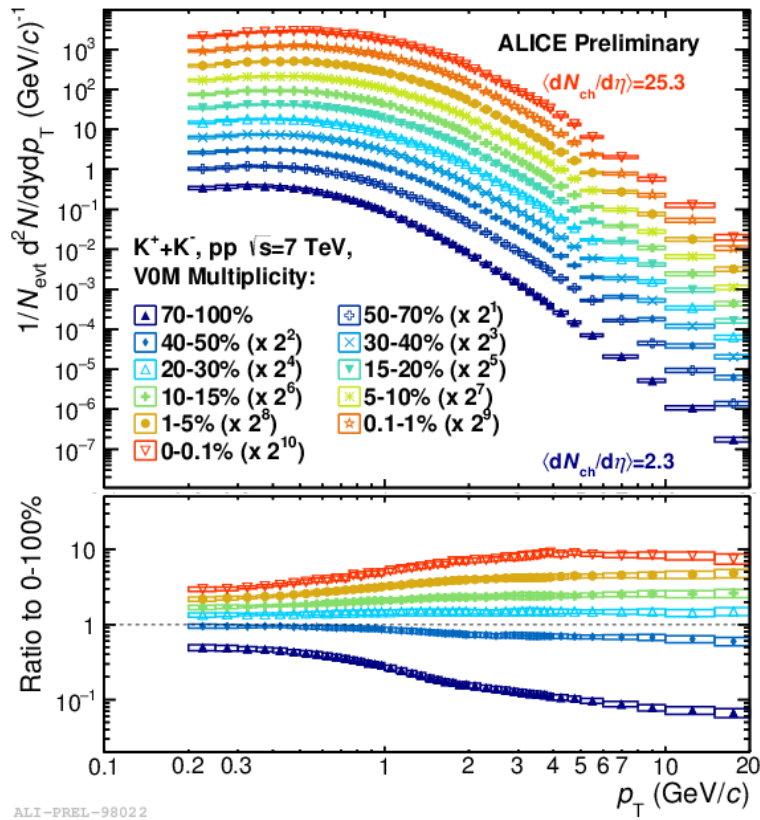 ALICE Preliminary
⟨dN_ch/dη⟩=25.3
1/N_evt d²N/dydp_T (GeV/c)⁻¹
10³
10²
10
1
10⁻¹
10⁻²
10⁻³
10⁻⁴
10⁻⁵
10⁻⁶
10⁻⁷
K⁺+K⁻, pp √s=7 TeV,
V0M Multiplicity:
70-100% 50-70% (x 2¹)
40-50% (x 2²) 30-40% (x 2³)
20-30% (x 2⁴) 15-20% (x 2⁵)
10-15% (x 2⁶) 5-10% (x 2⁷)
1-5% (x 2⁸) 0.1-1% (x 2⁹)
0-0.1% (x 2¹⁰)
⟨dN_ch/dη⟩=2.3
Ratio to 0-100%
10
1
10⁻¹
0.1 0.2 0.3 1 2 3 4 5 6 7 10 20
p_T (GeV/c)
ALI-PREL-98022